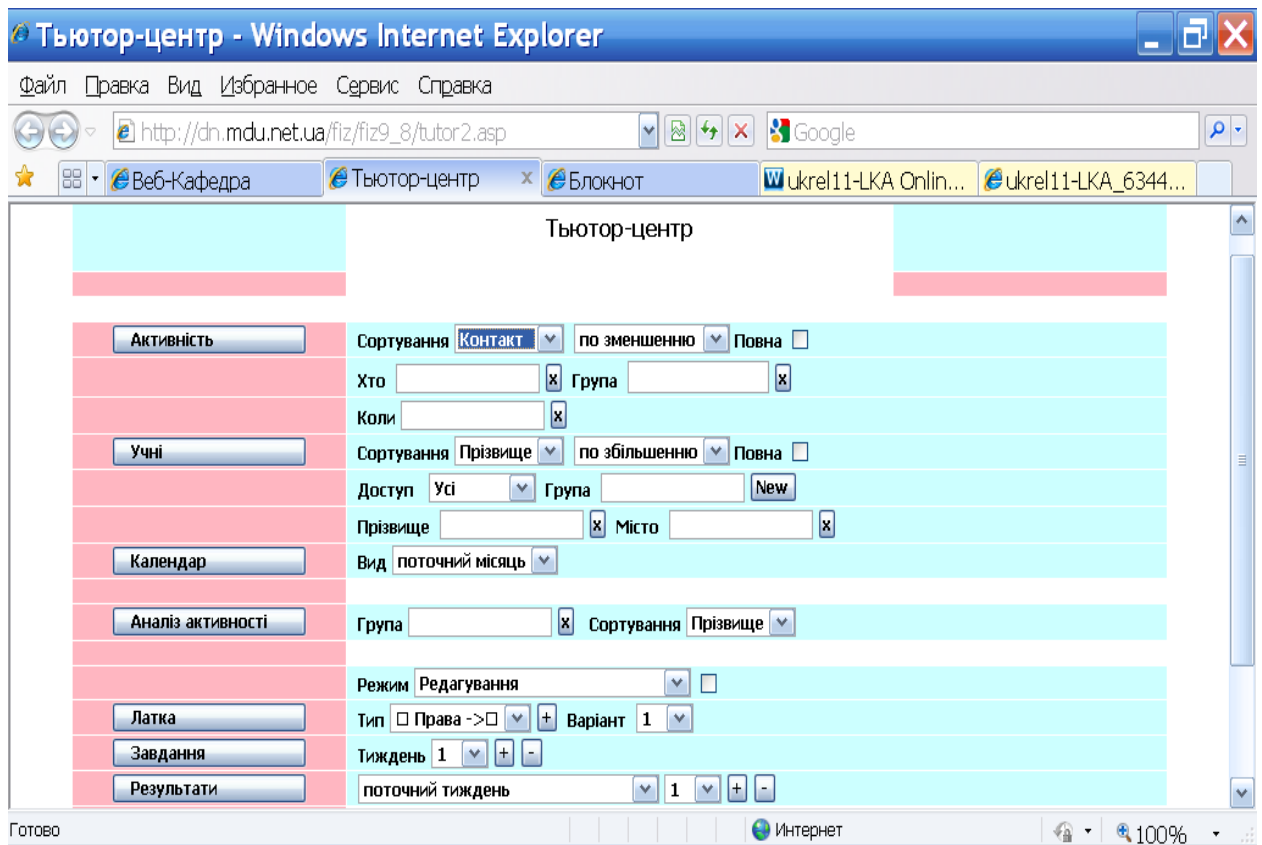 Тьютор-центр - Windows Internet Explorer
Файл Правка Вид Избранное Сервис Справка
http://dn.mdu.net.ua/fiz/fiz9_8/tutor2.asp Google
Веб-Кафедра Тьютор-центр x Блокнот ukrel11-LKA Onlin... ukrel11-LKA_6344...
Тьютор-центр
Активність Сортування Контакт по зменшенню Повна
Хто x Група x
Коли x
Учні Сортування Прізвище по збільшенню Повна
Доступ Усі Група New
Прізвище x Місто x
Календар Вид поточний місяць
Аналіз активності Група x Сортування Прізвище
Режим Редагування
Латка Тип □ Права ->□ + Варіант 1
Завдання Тиждень 1 + -
Результати поточний тиждень 1 + -
Готово Интернет 100%